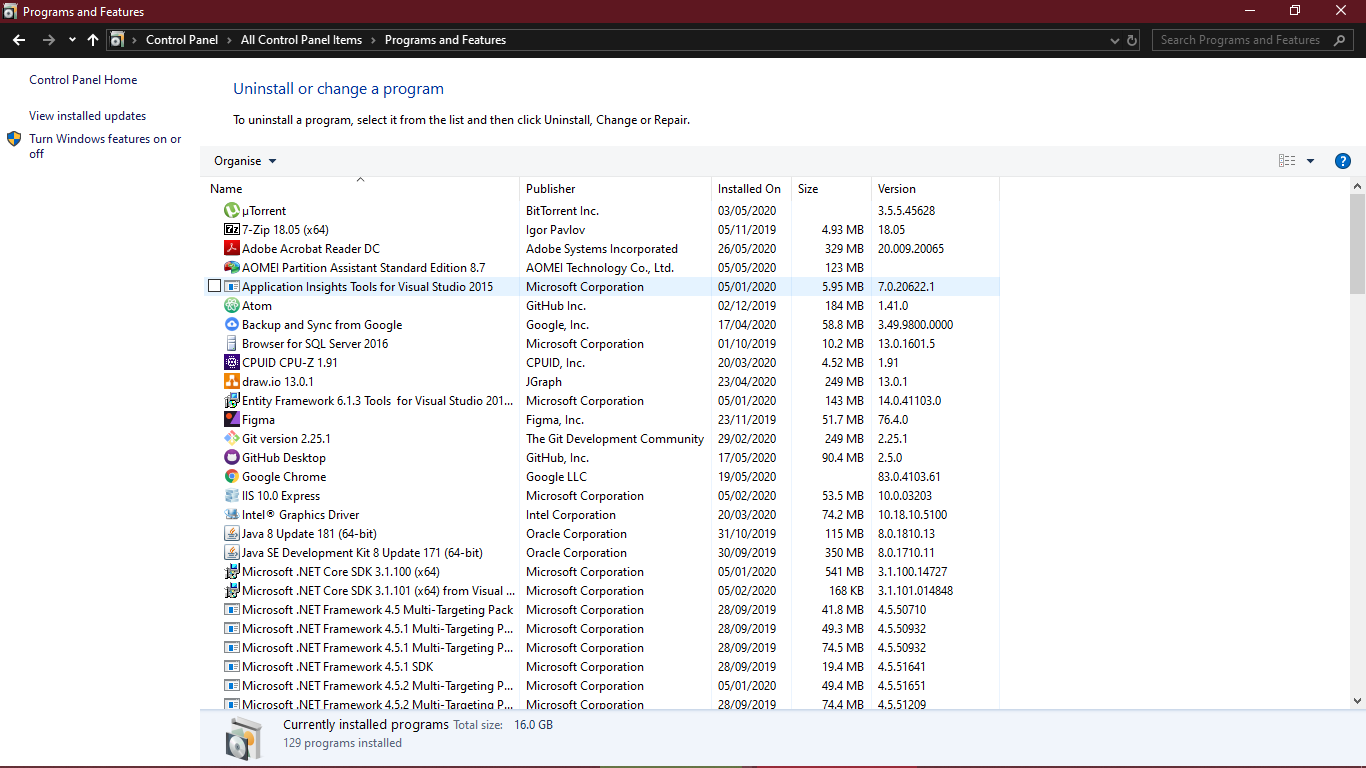 Programs and Features
Control Panel > All Control Panel Items > Programs and Features
Search Programs and Features
Control Panel Home
View installed updates
Turn Windows features on or
off
Uninstall or change a program
To uninstall a program, select it from the list and then click Uninstall, Change or Repair.
Organise
Name Publisher Installed On Size Version
µTorrent BitTorrent Inc. 03/05/2020 3.5.5.45628
7-Zip 18.05 (x64) Igor Pavlov 05/11/2019 4.93 MB 18.05
Adobe Acrobat Reader DC Adobe Systems Incorporated 26/05/2020 329 MB 20.009.20065
AOMEI Partition Assistant Standard Edition 8.7 AOMEI Technology Co., Ltd. 05/05/2020 123 MB
Application Insights Tools for Visual Studio 2015 Microsoft Corporation 05/01/2020 5.95 MB 7.0.20622.1
Atom GitHub Inc. 02/12/2019 184 MB 1.41.0
Backup and Sync from Google Google, Inc. 17/04/2020 58.8 MB 3.49.9800.0000
Browser for SQL Server 2016 Microsoft Corporation 01/10/2019 10.2 MB 13.0.1601.5
CPUID CPU-Z 1.91 CPUID, Inc. 20/03/2020 4.52 MB 1.91
draw.io 13.0.1 JGraph 23/04/2020 249 MB 13.0.1
Entity Framework 6.1.3 Tools for Visual Studio 201... Microsoft Corporation 05/01/2020 143 MB 14.0.41103.0
Figma Figma, Inc. 23/11/2019 51.7 MB 76.4.0
Git version 2.25.1 The Git Development Community 29/02/2020 249 MB 2.25.1
GitHub Desktop GitHub, Inc. 17/05/2020 90.4 MB 2.5.0
Google Chrome Google LLC 19/05/2020 83.0.4103.61
IIS 10.0 Express Microsoft Corporation 05/02/2020 53.5 MB 10.0.03203
Intel® Graphics Driver Intel Corporation 20/03/2020 74.2 MB 10.18.10.5100
Java 8 Update 181 (64-bit) Oracle Corporation 31/10/2019 115 MB 8.0.1810.13
Java SE Development Kit 8 Update 171 (64-bit) Oracle Corporation 30/09/2019 350 MB 8.0.1710.11
Microsoft .NET Core SDK 3.1.100 (x64) Microsoft Corporation 05/01/2020 541 MB 3.1.100.14727
Microsoft .NET Core SDK 3.1.101 (x64) from Visual ... Microsoft Corporation 05/02/2020 168 KB 3.1.101.014848
Microsoft .NET Framework 4.5 Multi-Targeting Pack Microsoft Corporation 28/09/2019 41.8 MB 4.5.50710
Microsoft .NET Framework 4.5.1 Multi-Targeting P... Microsoft Corporation 28/09/2019 49.3 MB 4.5.50932
Microsoft .NET Framework 4.5.1 Multi-Targeting P... Microsoft Corporation 28/09/2019 74.5 MB 4.5.50932
Microsoft .NET Framework 4.5.1 SDK Microsoft Corporation 28/09/2019 19.4 MB 4.5.51641
Microsoft .NET Framework 4.5.2 Multi-Targeting P... Microsoft Corporation 05/01/2020 49.4 MB 4.5.51651
Microsoft .NET Framework 4.5.2 Multi-Targeting P... Microsoft Corporation 28/09/2019 74.4 MB 4.5.51209
Currently installed programs Total size: 16.0 GB
129 programs installed